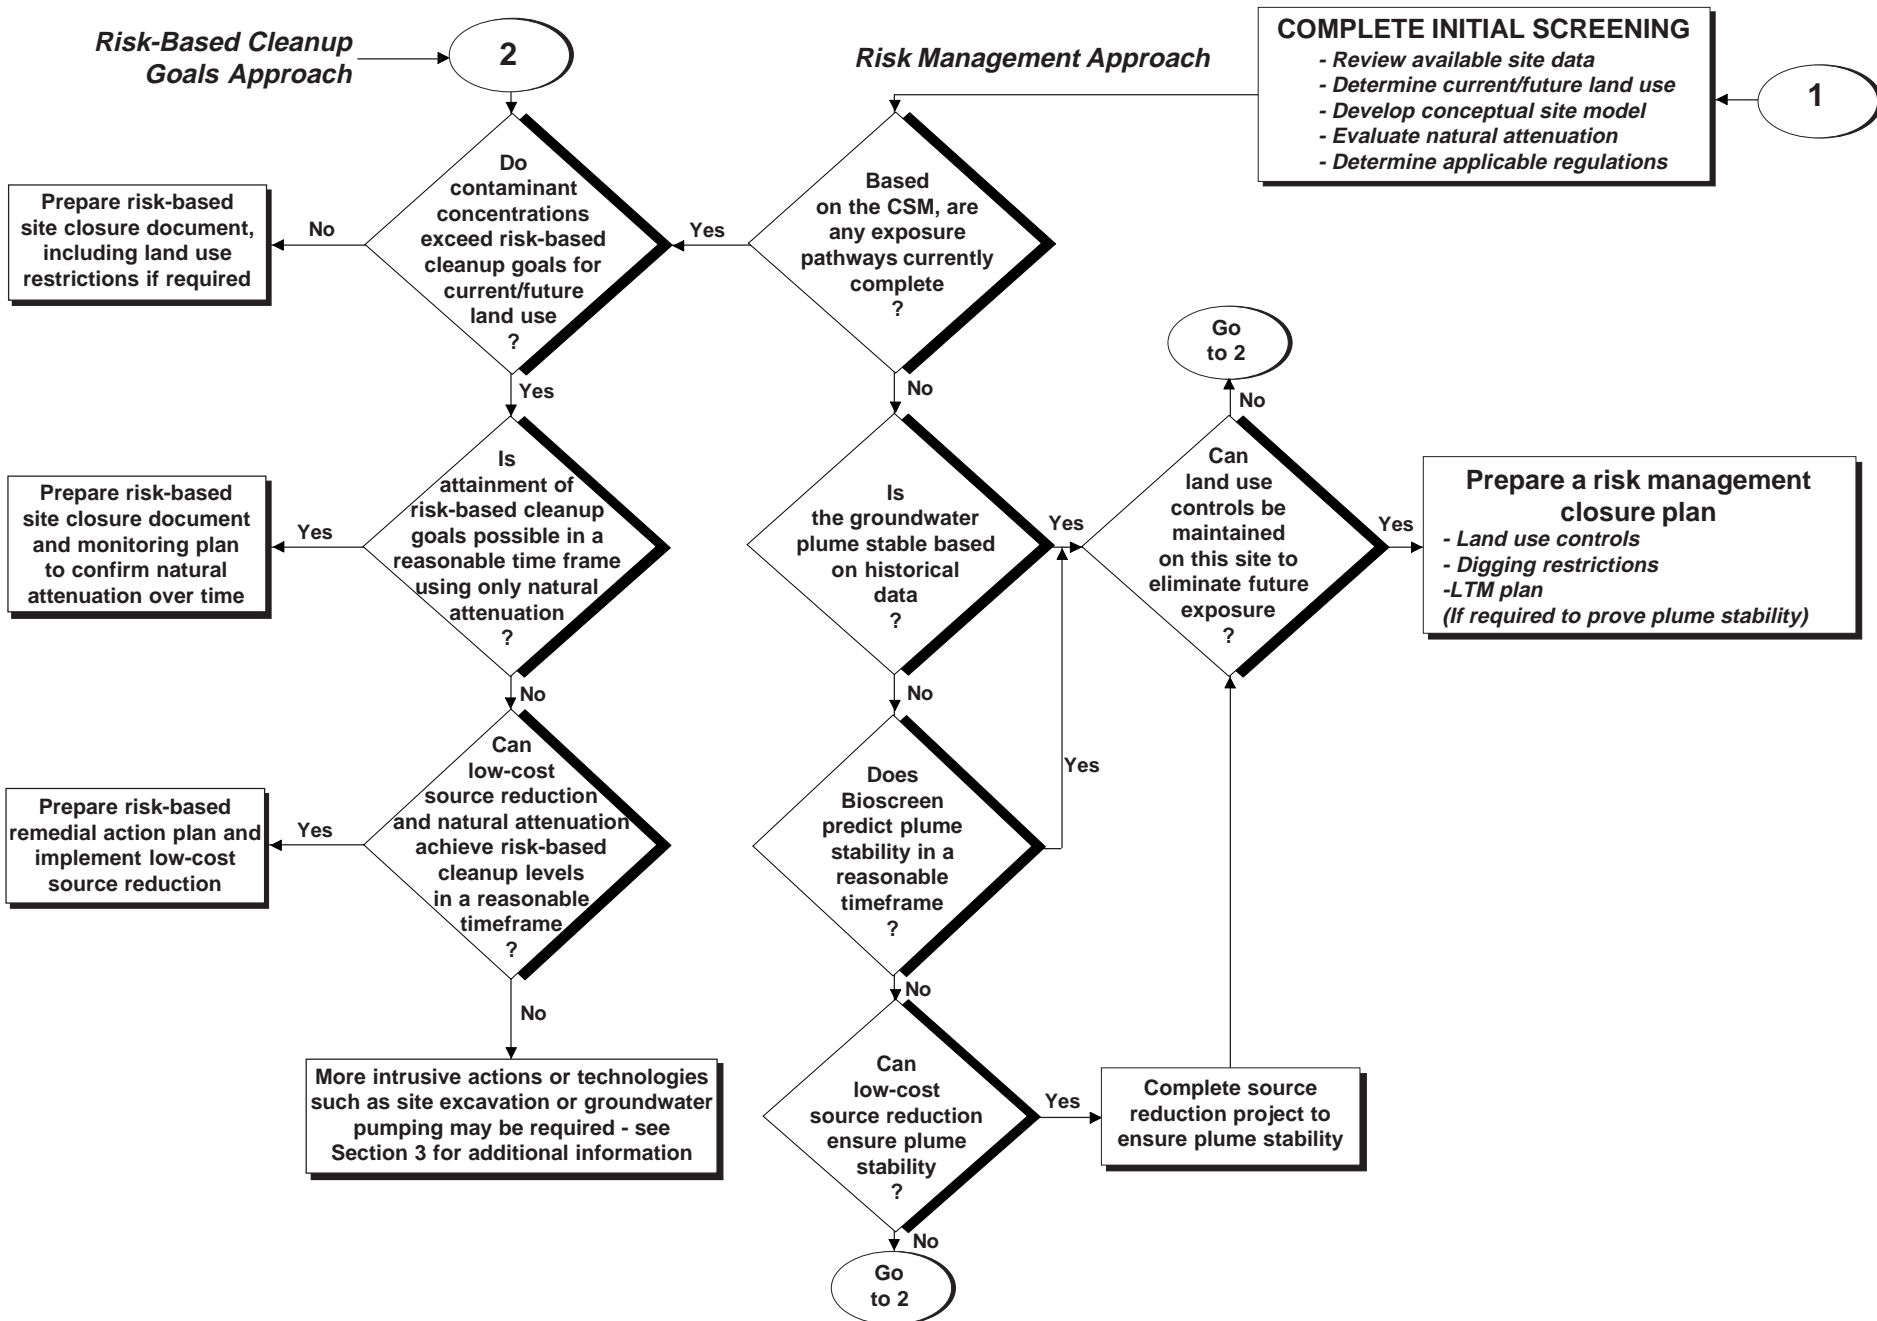 Risk-Based Cleanup
Goals Approach
2
Risk Management Approach
COMPLETE INITIAL SCREENING
- Review available site data
- Determine current/future land use
- Develop conceptual site model
- Evaluate natural attenuation
- Determine applicable regulations
1
Do
contaminant
concentrations
exceed risk-based
cleanup goals for
current/future
land use
?
No
Prepare risk-based
site closure document,
including land use
restrictions if required
Yes
Based
on the CSM, are
any exposure
pathways currently
complete
?
Yes
No
Is
attainment of
risk-based cleanup
goals possible in a
reasonable time frame
using only natural
attenuation
?
Yes
Prepare risk-based
site closure document
and monitoring plan
to confirm natural
attenuation over time
No
Is
the groundwater
plume stable based
on historical
data
?
Yes
No
Go
to 2
No
Can
land use
controls be
maintained
on this site to
eliminate future
exposure
?
Yes
Prepare a risk management
closure plan
- Land use controls
- Digging restrictions
-LTM plan
(If required to prove plume stability)
Can
low-cost
source reduction
and natural attenuation
achieve risk-based
cleanup levels
in a reasonable
timeframe
?
Yes
Prepare risk-based
remedial action plan and
implement low-cost
source reduction
No
More intrusive actions or technologies
such as site excavation or groundwater
pumping may be required - see
Section 3 for additional information
Does
Bioscreen
predict plume
stability in a
reasonable
timeframe
?
Yes
No
Can
low-cost
source reduction
ensure plume
stability
?
Yes
Complete source
reduction project to
ensure plume stability
No
Go
to 2